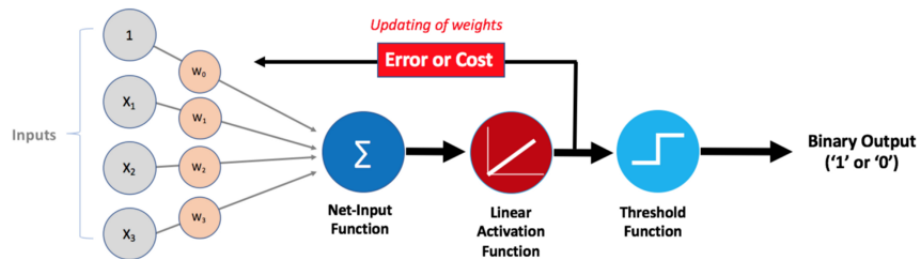 Updating of weights
Error or Cost
Inputs
1
X₁
X₂
X₃
W₀
W₁
W₂
W₃
Σ
Net-Input
Function
Linear
Activation
Function
Threshold
Function
Binary Output
('1' or '0')